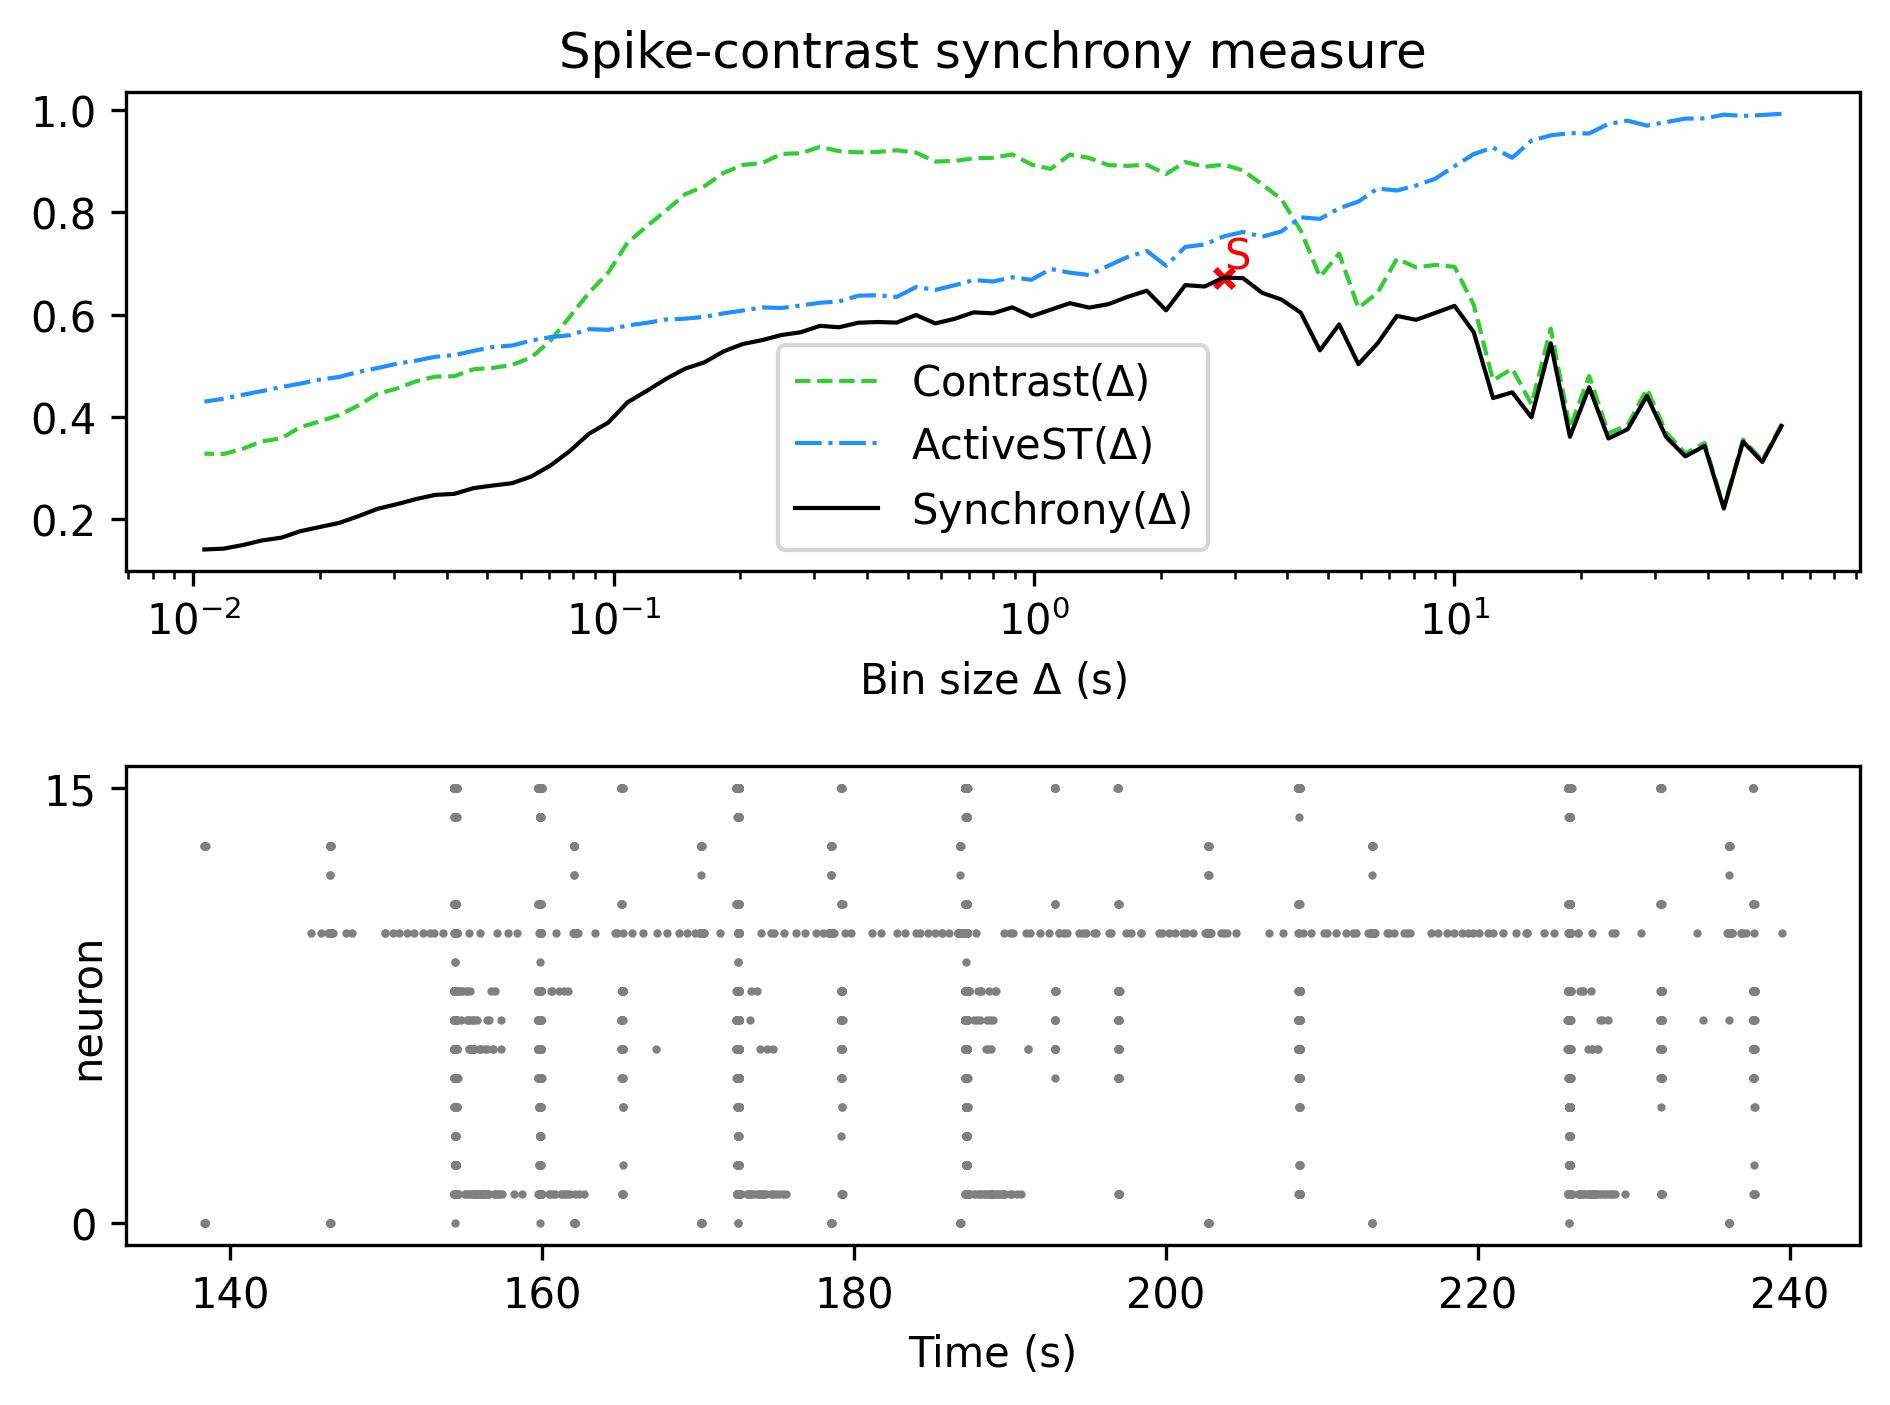 Spike-contrast synchrony measure
1.0
0.8
0.6
0.4
0.2
S
Contrast(Δ)
ActiveST(Δ)
Synchrony(Δ)
10⁻² 10⁻¹ 10⁰ 10¹
Bin size Δ (s)
15
neuron
0
140 160 180 200 220 240
Time (s)